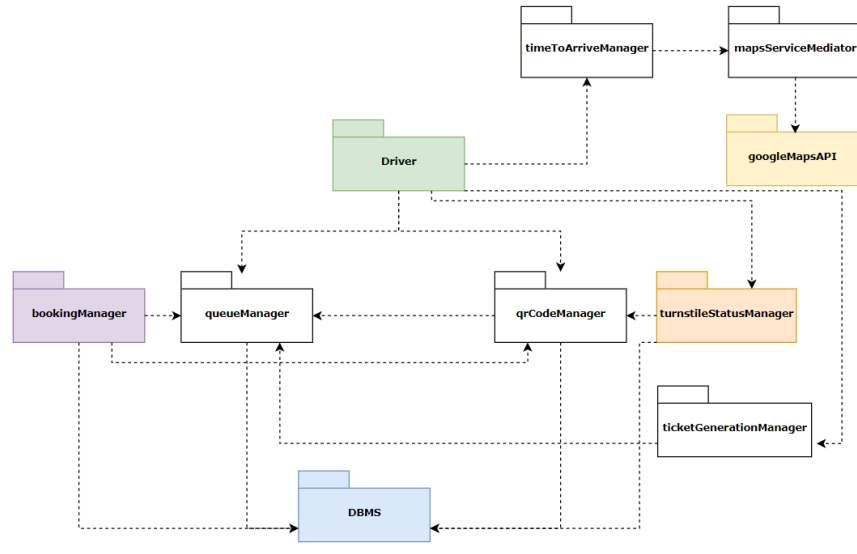 timeToArriveManager
mapsServiceMediator
Driver
googleMapsAPI
bookingManager
queueManager
qrCodeManager
turnstileStatusManager
ticketGenerationManager
DBMS